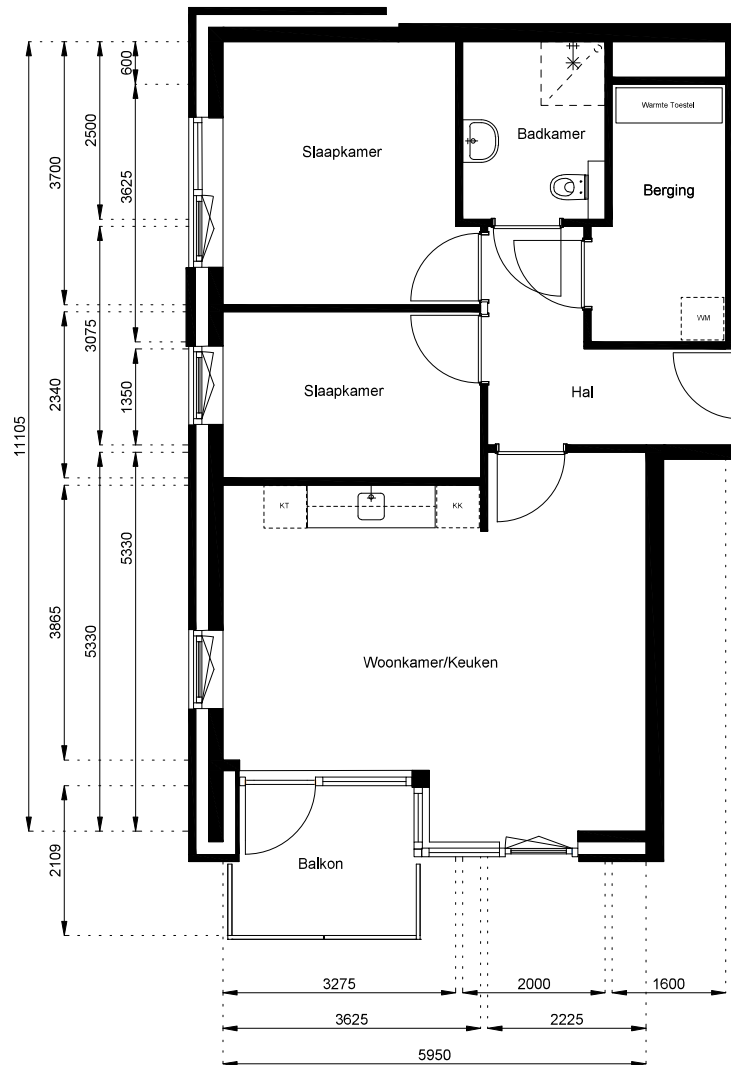 600
2500
3700
3625
Slaapkamer
Badkamer
Warmte Toestel
Berging
WM
3075
2340
1350
11105
Slaapkamer
Hal
KT
KK
5330
5330
3865
Woonkamer/Keuken
2109
Balkon
3275
2000
1600
3625
2225
5950